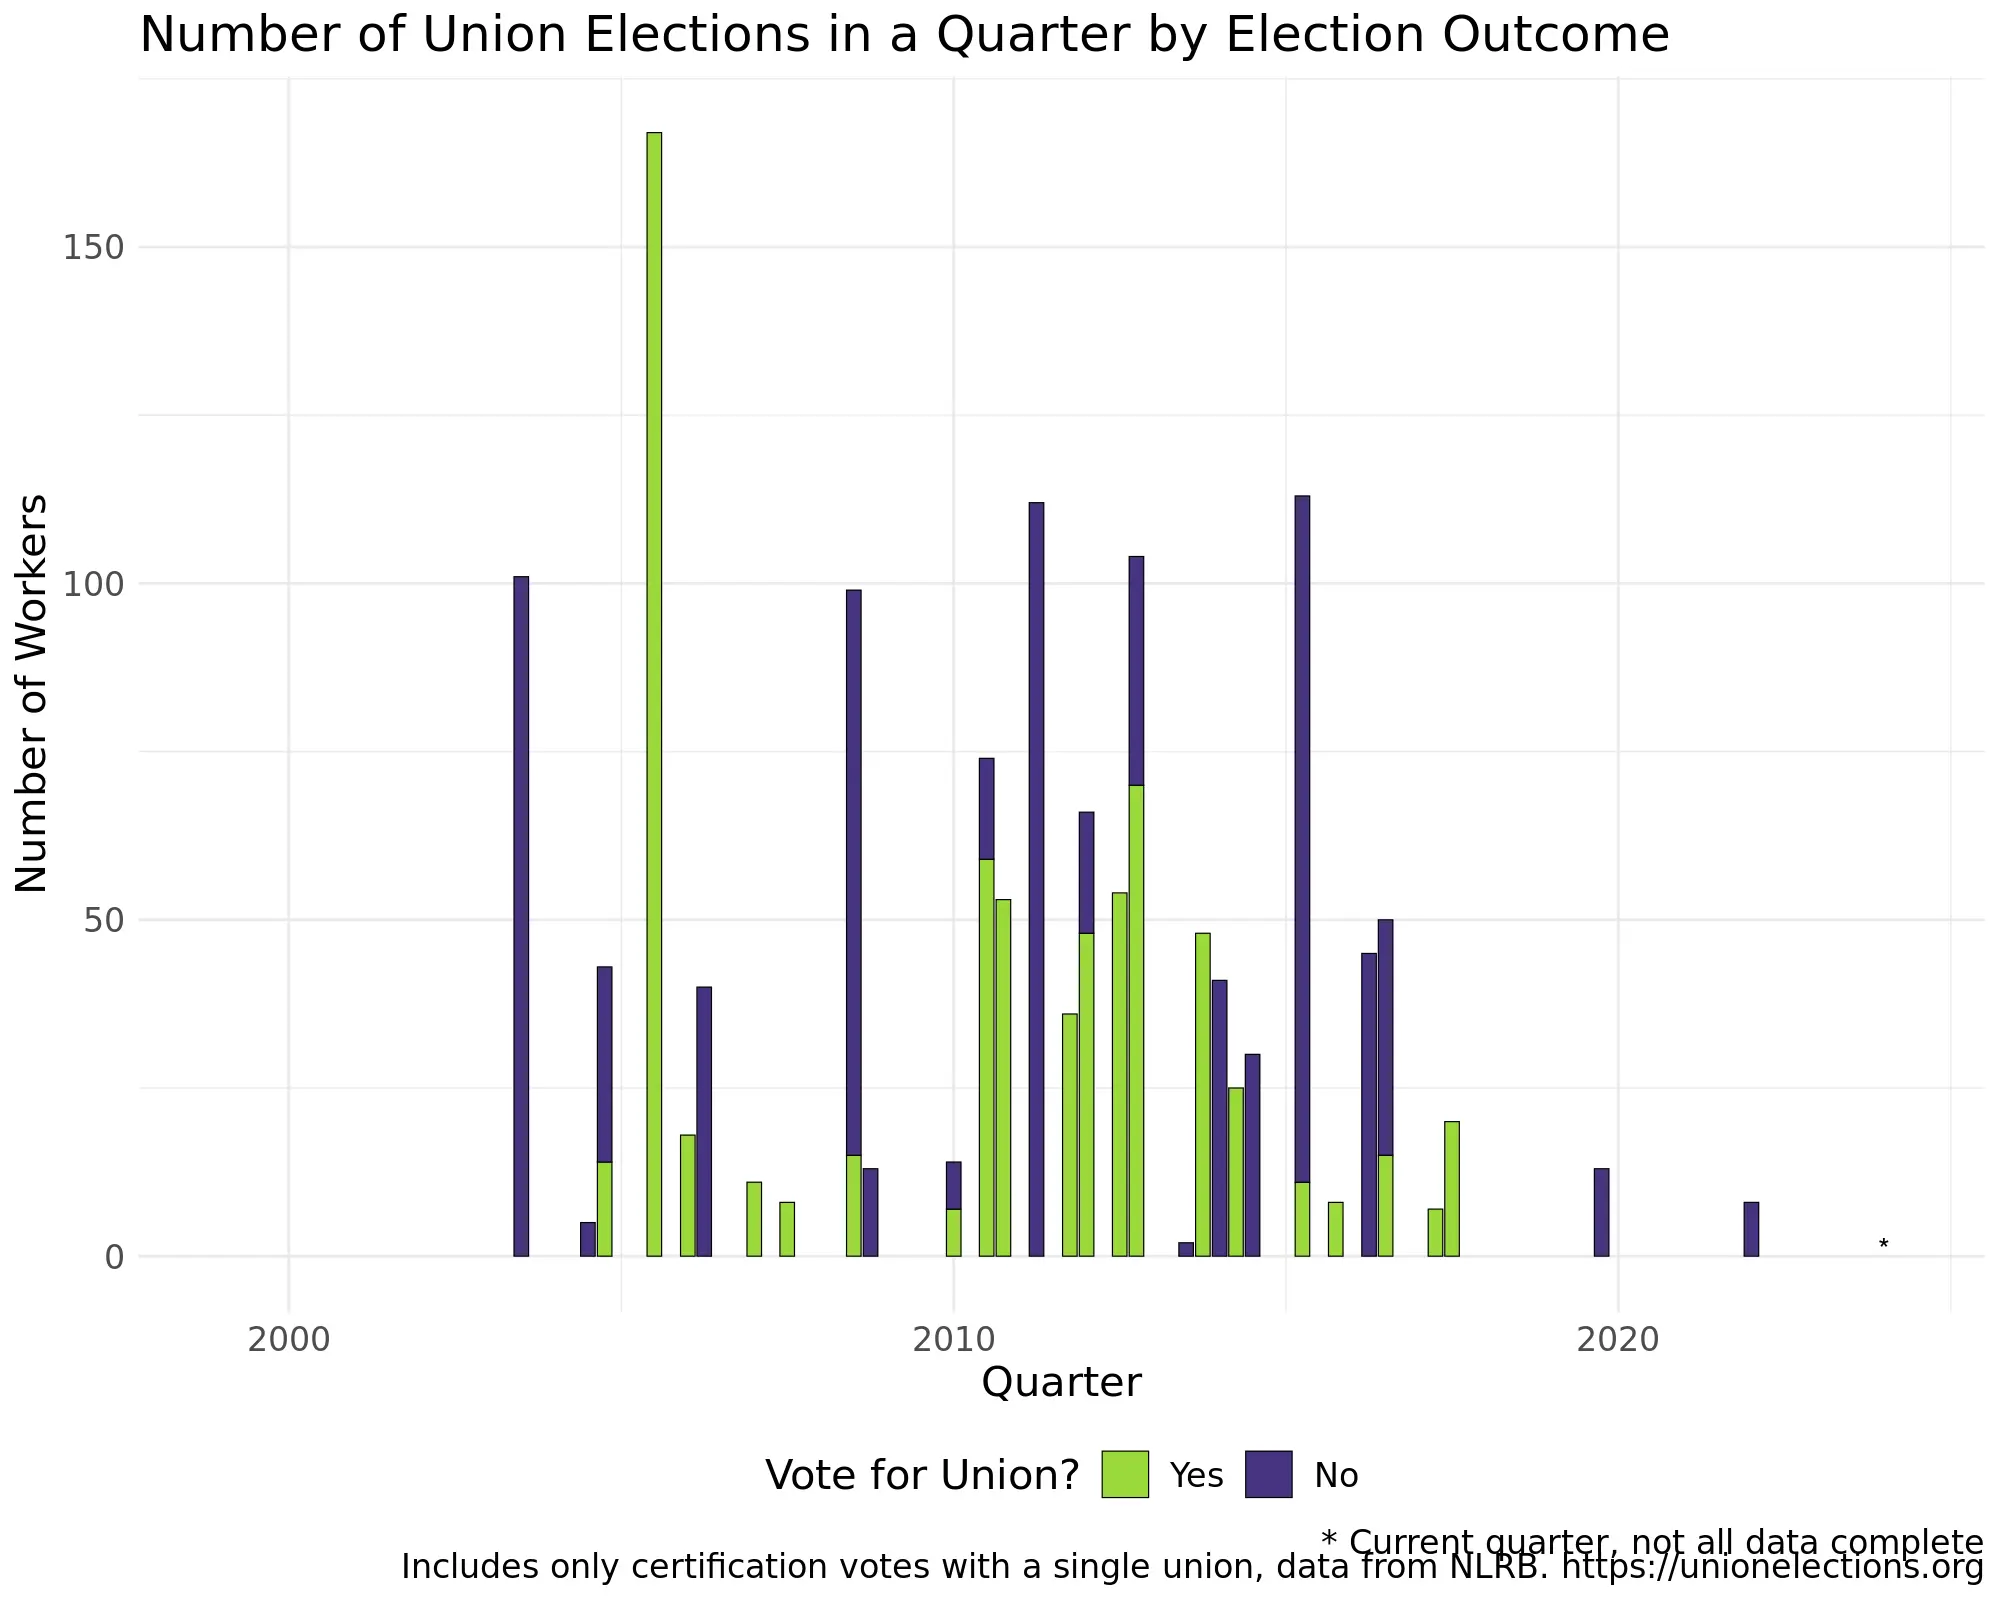 Number of Union Elections in a Quarter by Election Outcome
Number of Workers
150
100
50
0
*
2000 2010 2020
Quarter
Vote for Union? Yes No
* Current quarter, not all data complete
Includes only certification votes with a single union, data from NLRB. https://unionelections.org